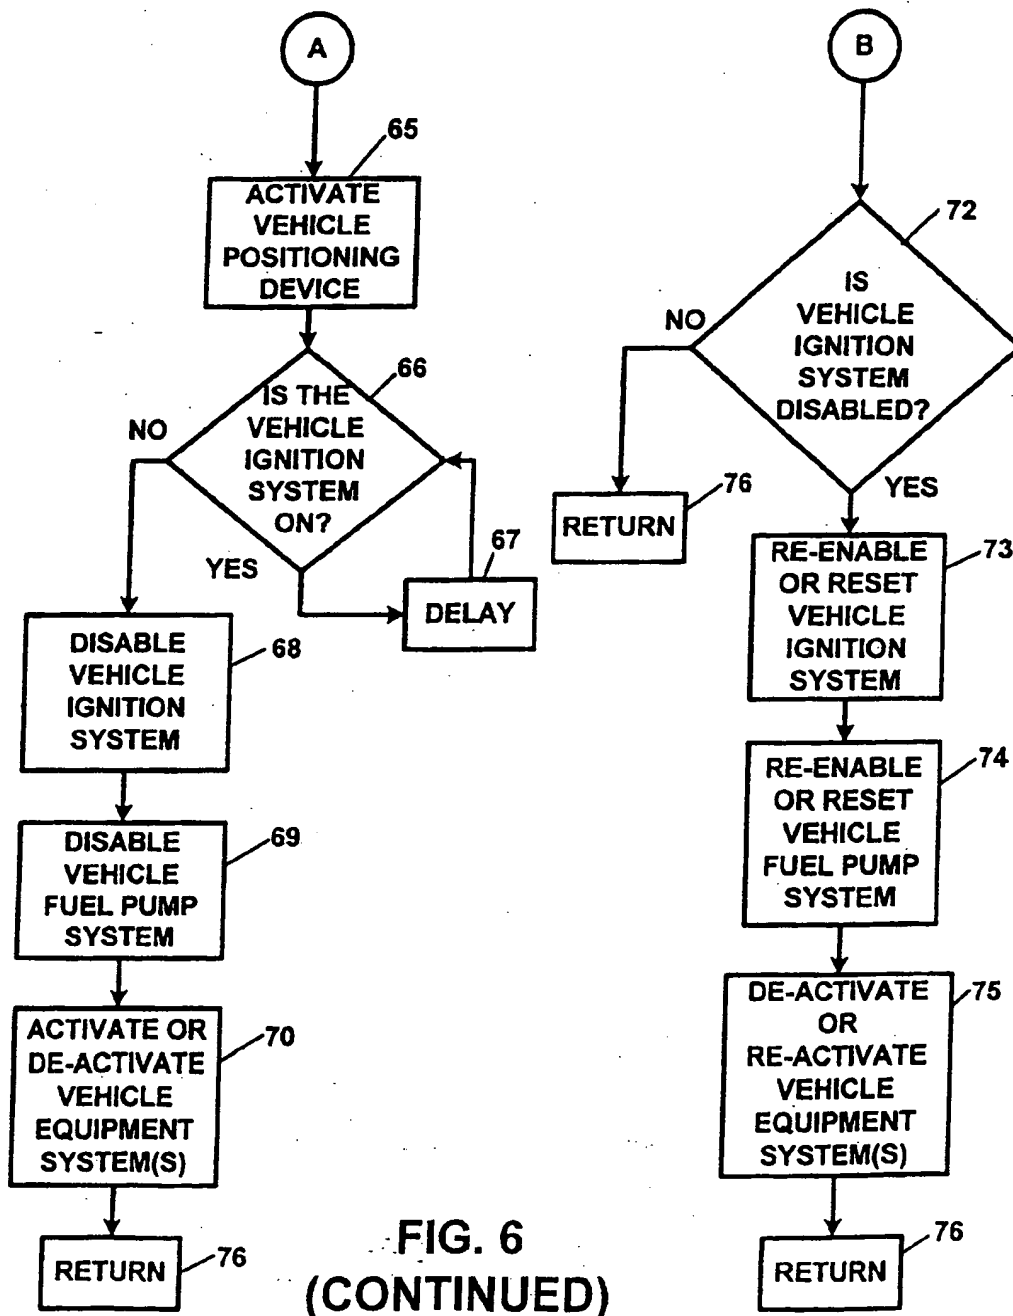 A
65
ACTIVATE
VEHICLE
POSITIONING
DEVICE
66
IS THE
VEHICLE
IGNITION
SYSTEM
ON?
NO
YES
67
DELAY
68
DISABLE
VEHICLE
IGNITION
SYSTEM
69
DISABLE
VEHICLE
FUEL PUMP
SYSTEM
70
ACTIVATE OR
DE-ACTIVATE
VEHICLE
EQUIPMENT
SYSTEM(S)
RETURN
76
B
72
IS
VEHICLE
IGNITION
SYSTEM
DISABLED?
NO
76
RETURN
YES
73
RE-ENABLE
OR RESET
VEHICLE
IGNITION
SYSTEM
74
RE-ENABLE
OR RESET
VEHICLE
FUEL PUMP
SYSTEM
75
DE-ACTIVATE
OR
RE-ACTIVATE
VEHICLE
EQUIPMENT
SYSTEM(S)
76
RETURN
FIG. 6
(CONTINUED)